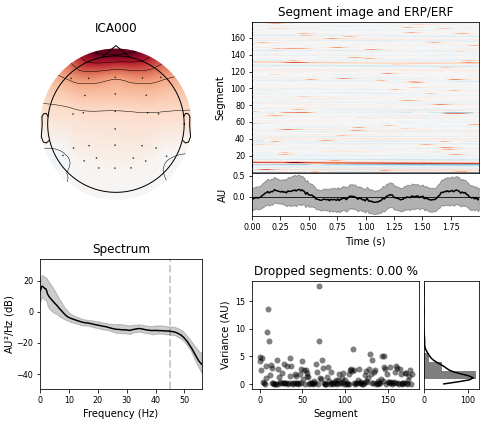 ICA000
Segment image and ERP/ERF
160
140
120
100
80
60
40
20
Segment
0.5
0.0
AU
0.00 0.25 0.50 0.75 1.00 1.25 1.50 1.75
Time (s)
Spectrum
20
0
−20
−40
AU²/Hz (dB)
0 10 20 30 40 50
Frequency (Hz)
Dropped segments: 0.00 %
15
10
5
0
Variance (AU)
0 50 100 150
Segment
0 100